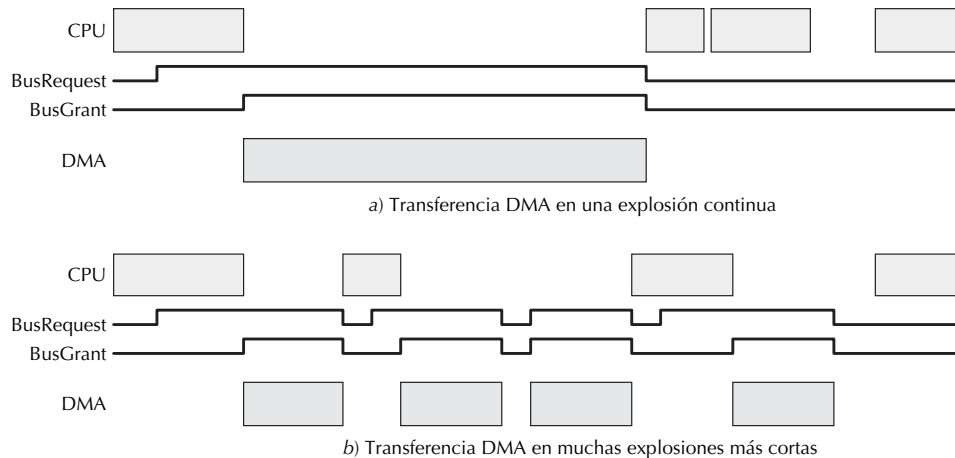 CPU
BusRequest
BusGrant
DMA
a) Transferencia DMA en una explosión continua
CPU
BusRequest
BusGrant
DMA
b) Transferencia DMA en muchas explosiones más cortas